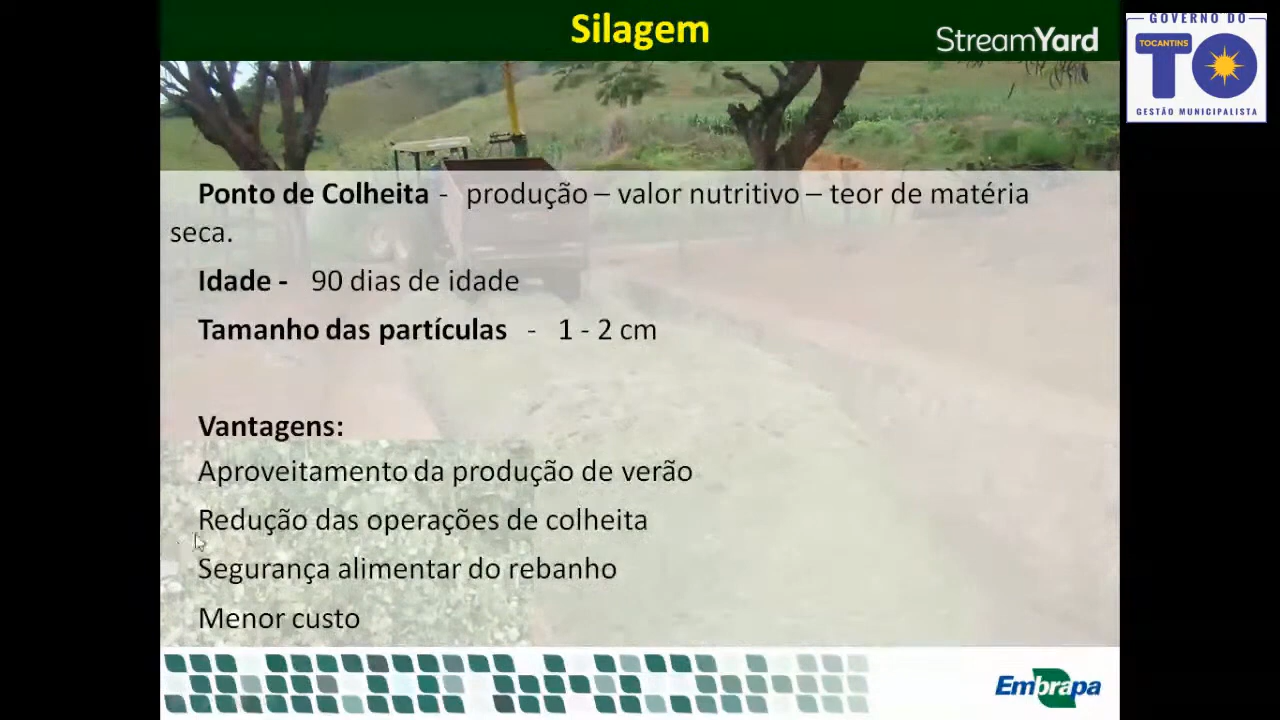 Silagem
StreamYard
GOVERNO DO
TOCANTINS
TO
GESTÃO MUNICIPALISTA
Ponto de Colheita - produção – valor nutritivo – teor de matéria
seca.
Idade - 90 dias de idade
Tamanho das partículas - 1 - 2 cm
Vantagens:
Aproveitamento da produção de verão
Redução das operações de colheita
Segurança alimentar do rebanho
Menor custo
Embrapa